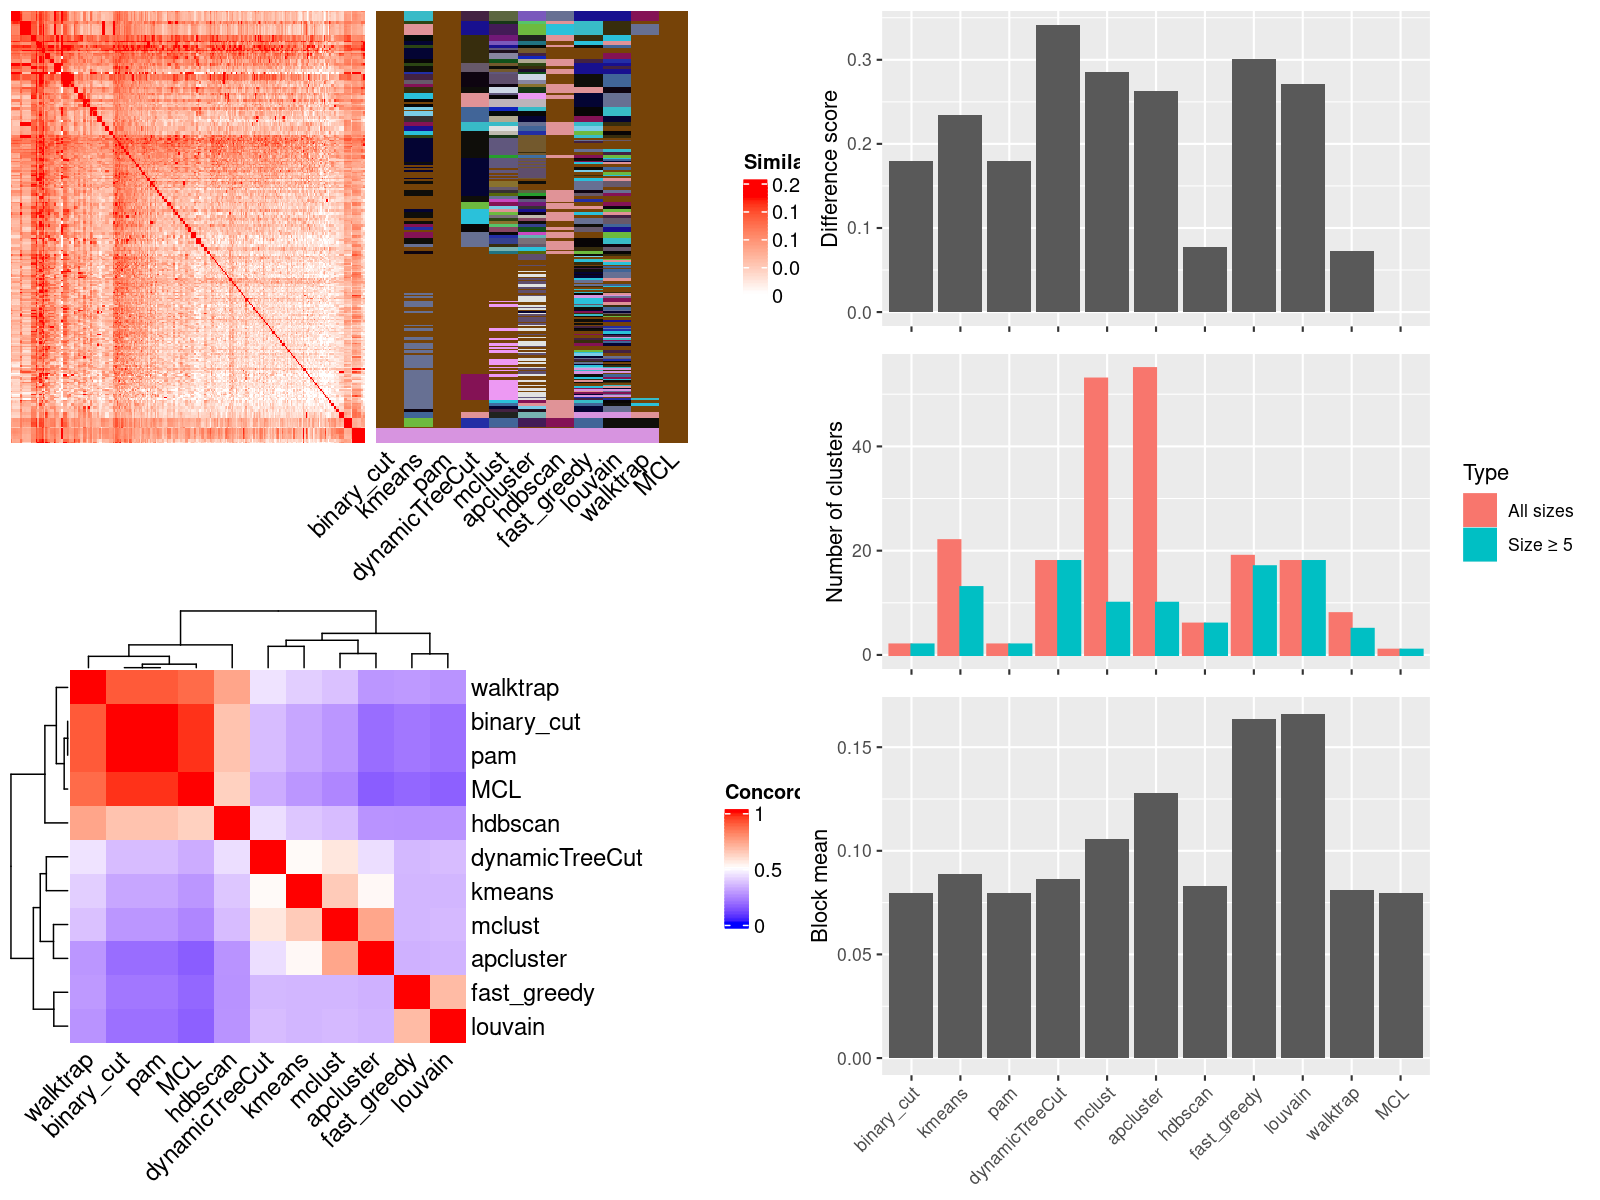 Simila
0.2
0.1
0.1
0.0
0
binary_cut
kmeans
pam
dynamicTreeCut
mclust
apcluster
hdbscan
fast_greedy
louvain
walktrap
MCL
walktrap
binary_cut
pam
MCL
hdbscan
dynamicTreeCut
kmeans
mclust
apcluster
fast_greedy
louvain
walktrap
binary_cut
pam
MCL
hdbscan
dynamicTreeCut
kmeans
mclust
apcluster
fast_greedy
louvain
Concord
1
0.5
0
Difference score
0.3
0.2
0.1
0.0
Number of clusters
40
20
0
Type
All sizes
Size ≥ 5
Block mean
0.15
0.10
0.05
0.00
binary_cut
kmeans
pam
dynamicTreeCut
mclust
apcluster
hdbscan
fast_greedy
louvain
walktrap
MCL